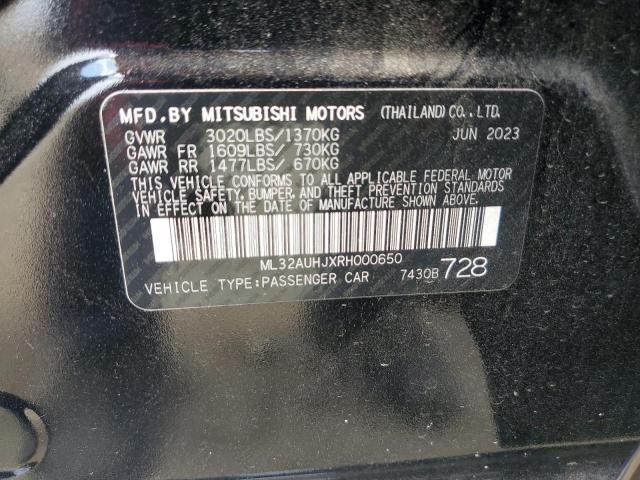 MFD.BY MITSUBISHI MOTORS (THAILAND)CO.,LTD.
GVWR 3020LBS/1370KG JUN 2023
GAWR FR 1609LBS/ 730KG
GAWR RR 1477LBS/ 670KG
THIS VEHICLE CONFORMS TO ALL APPLICABLE FEDERAL MOTOR
VEHICLE SAFETY, BUMPER, AND THEFT PREVENTION STANDARDS
IN EFFECT ON THE DATE OF MANUFACTURE SHOWN ABOVE.
ML32AUHJXRH000650
VEHICLE TYPE:PASSENGER CAR 7430B 728